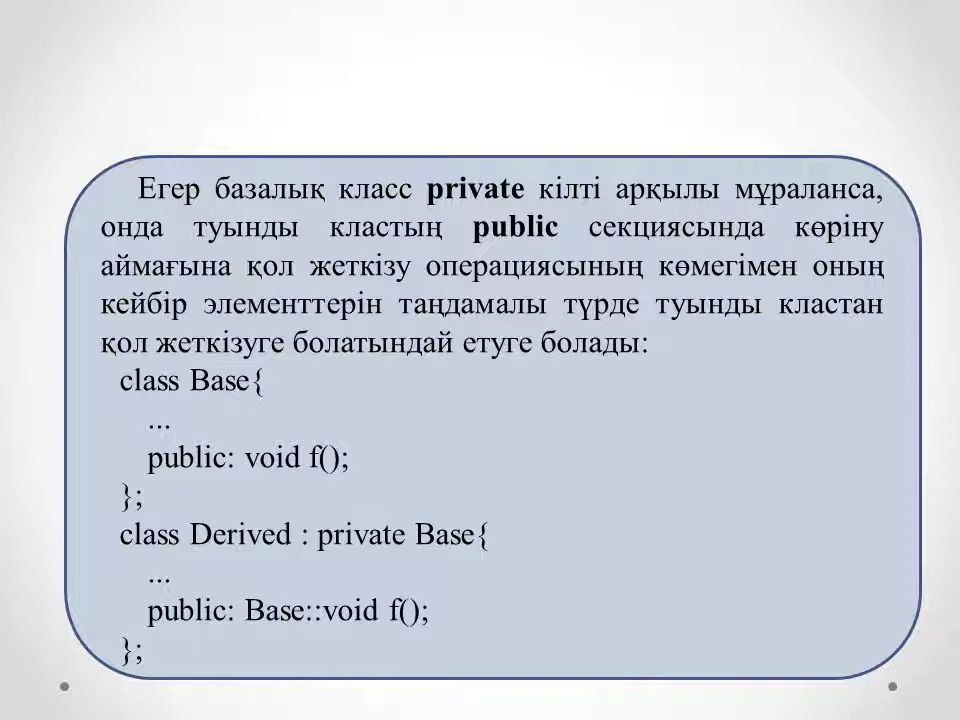 Егер базалық класс private кілті арқылы мұраланса,
онда туынды кластың public секциясында көріну
аймағына қол жеткізу операциясының көмегімен оның
кейбір элементтерін таңдамалы түрде туынды кластан
қол жеткізуге болатындай етуге болады:
class Base{
...
public: void f();
};
class Derived : private Base{
...
public: Base::void f();
};